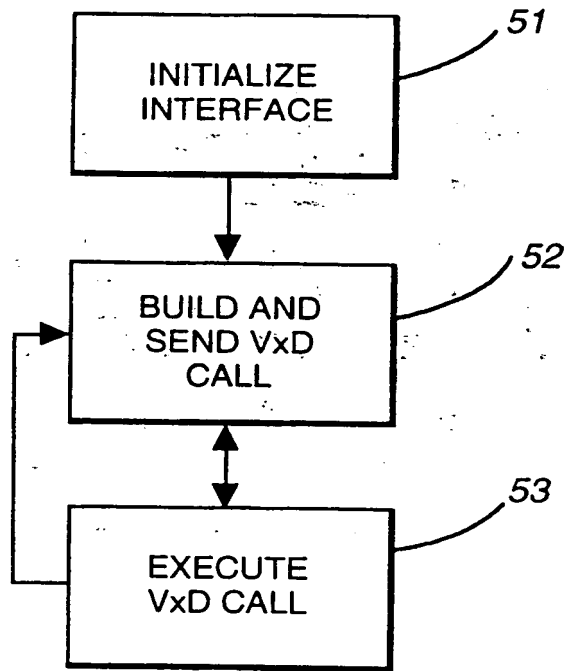 51
INITIALIZE
INTERFACE
52
BUILD AND
SEND VxD
CALL
53
EXECUTE
VxD CALL